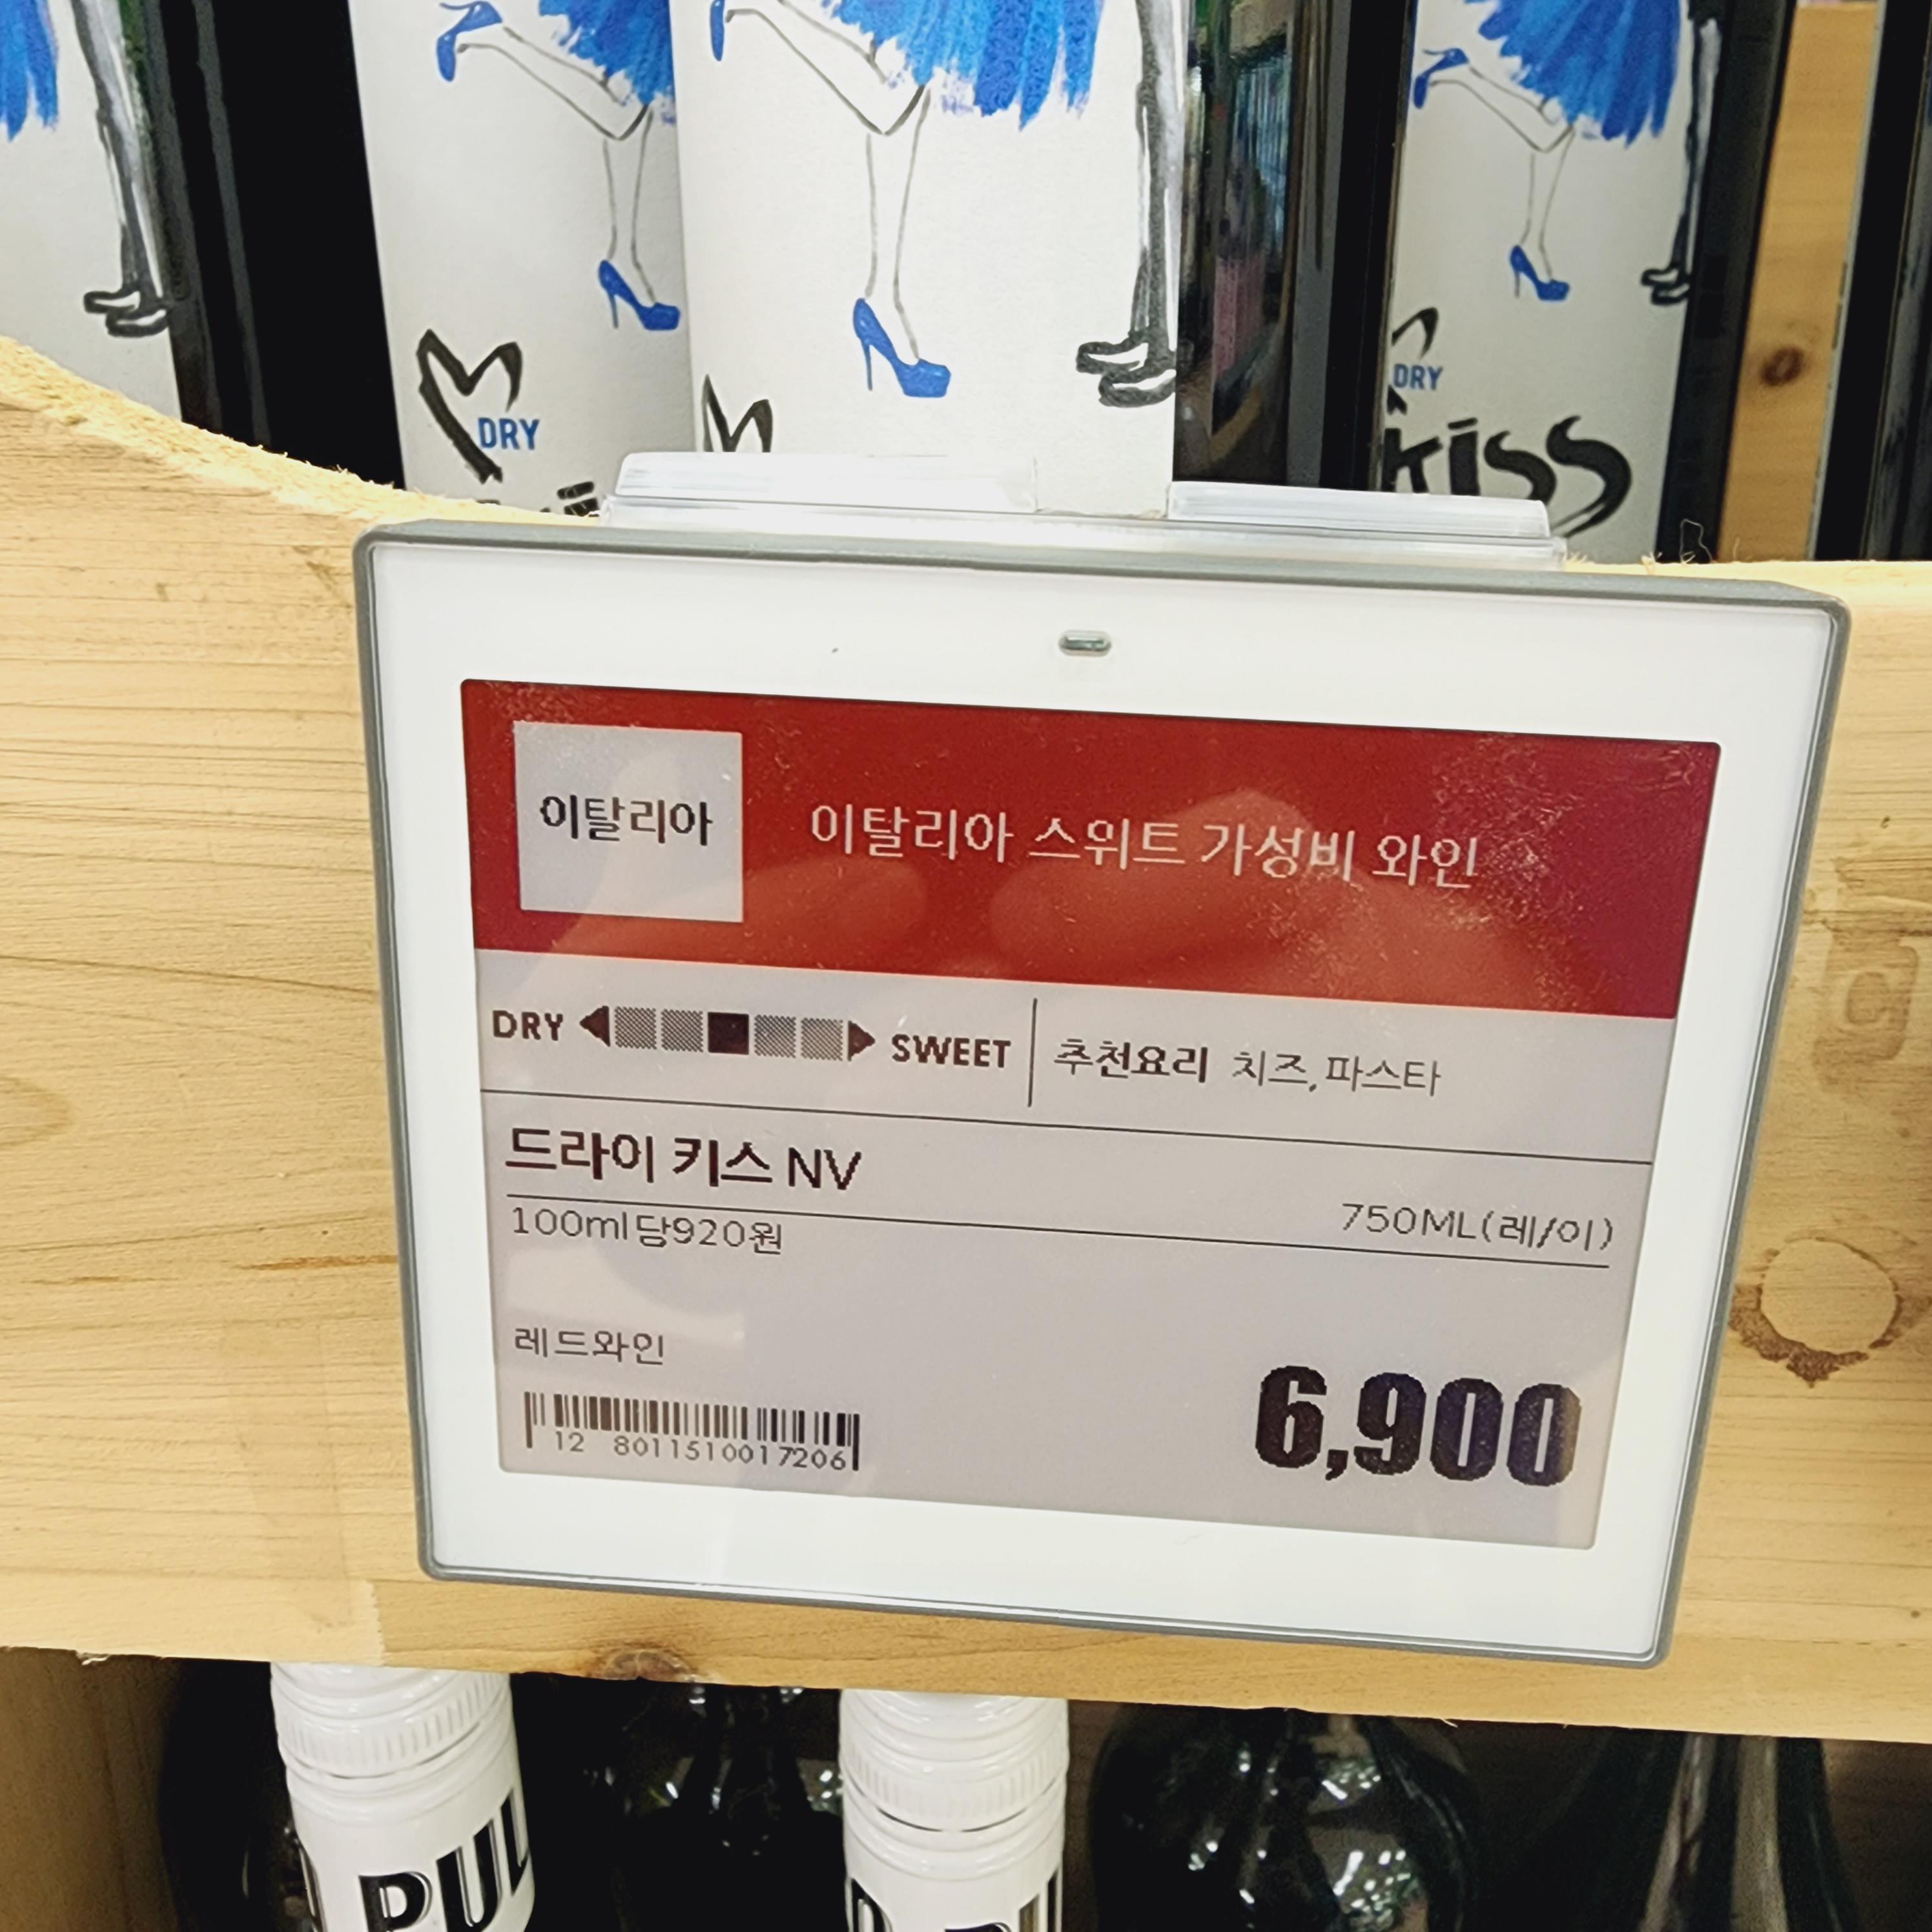 DRY
DRY
kiss
이탈리아
이탈리아 스위트 가성비 와인
DRY
SWEET
추천요리 치즈,파스타
드라이 키스 NV
100ml당920원
750ML(레/이)
레드와인
12 8011510017206
6,900
PUL